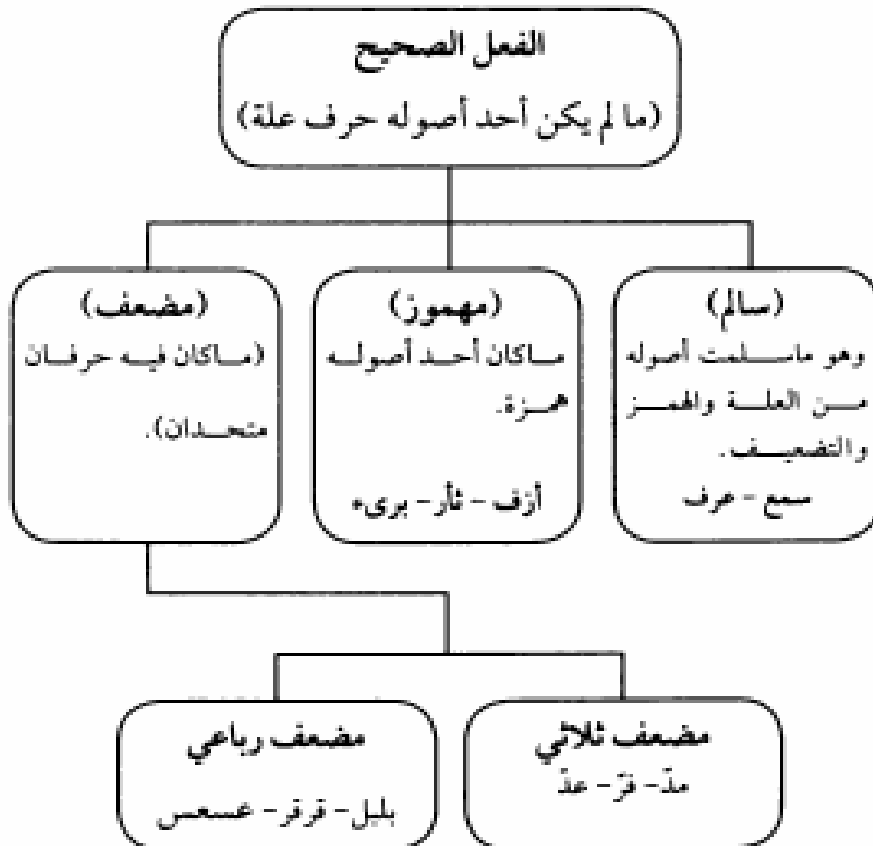 الفعل الصحيح
(ما لم يكن أحد أصوله حرف علة)
(سالم)
وهو ماسلمت أصوله
من العلة والهمز
والتضعيف.
سمع - عرف
(مهموز)
ماكان أحد أصوله
همزة.
أزف - ثأر - برىء
(مضعف)
(ماكان فيه حرفان
متحدان).
مضعف ثلاثي
مدّ - فرّ - عدّ
مضعف رباعي
بلبل - قرقر - عسعس